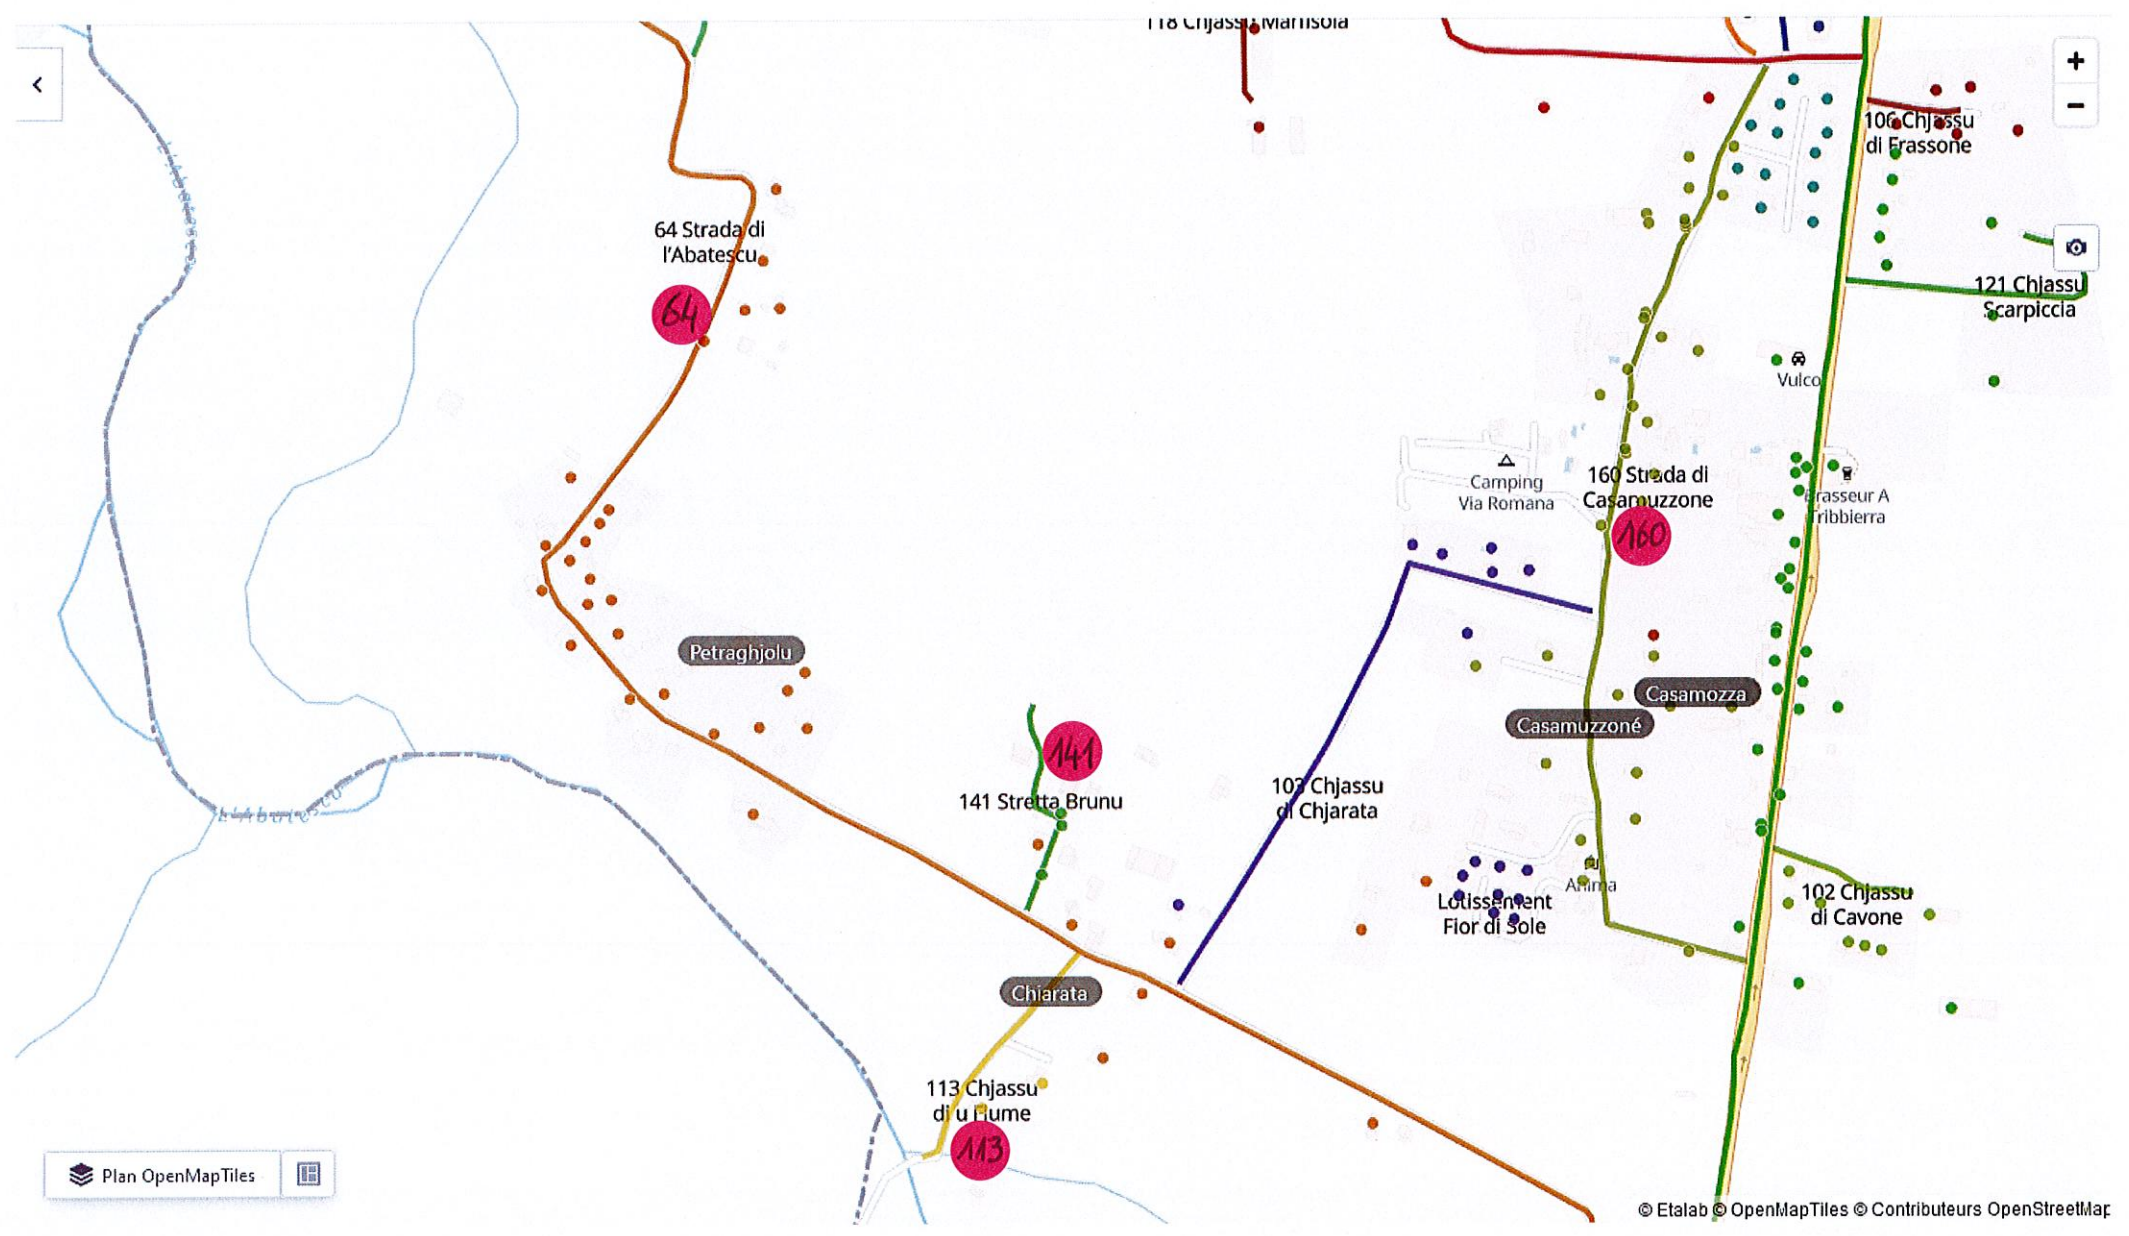 118 Chjassu Marfisola
+
−
106 Chjassu
di Frassone
64 Strada di
l'Abatescu
64
121 Chjassu
Scarpiccia
Vulco
Camping
Via Romana
160 Strada di
Casamuzzone
160
Brasseur A
Tribbierra
Petraghjolu
Casamozza
Casamuzzoné
141
141 Stretta Brunu
103 Chjassu
di Chjarata
L'Abatesco
Anima
Lotissement
Fior di Sole
102 Chjassu
di Cavone
Chiarata
113 Chjassu
di u Fiume
113
Plan OpenMapTiles
© Etalab © OpenMapTiles © Contributeurs OpenStreetMap